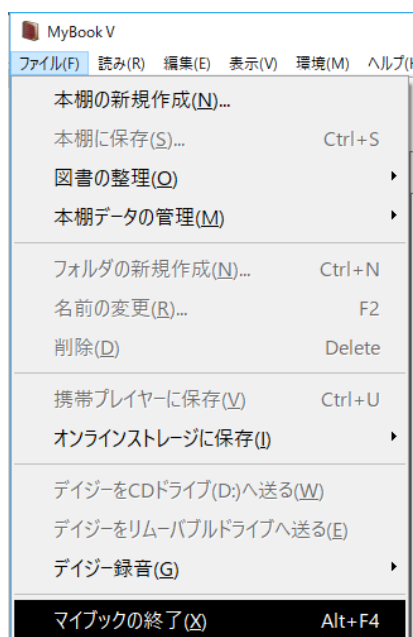 MyBook V
ファイル(F) 読み(R) 編集(E) 表示(V) 環境(M) ヘルプ(H
本棚の新規作成(N)...
本棚に保存(S)... Ctrl+S
図書の整理(O)
本棚データの管理(M)
フォルダの新規作成(N)... Ctrl+N
名前の変更(R)... F2
削除(D) Delete
携帯プレイヤーに保存(V) Ctrl+U
オンラインストレージに保存(I)
デイジーをCDドライブ(D:)へ送る(W)
デイジーをリムーバブルドライブへ送る(E)
デイジー録音(G)
マイブックの終了(X) Alt+F4